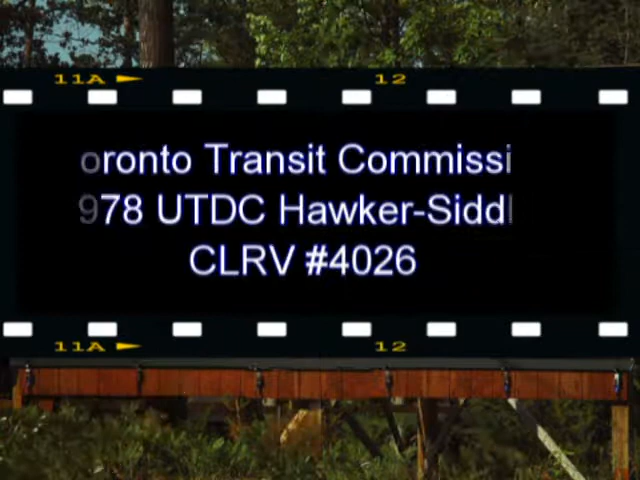 11A 12
oronto Transit Commissi
978 UTDC Hawker-Siddl
CLRV #4026
11A 12